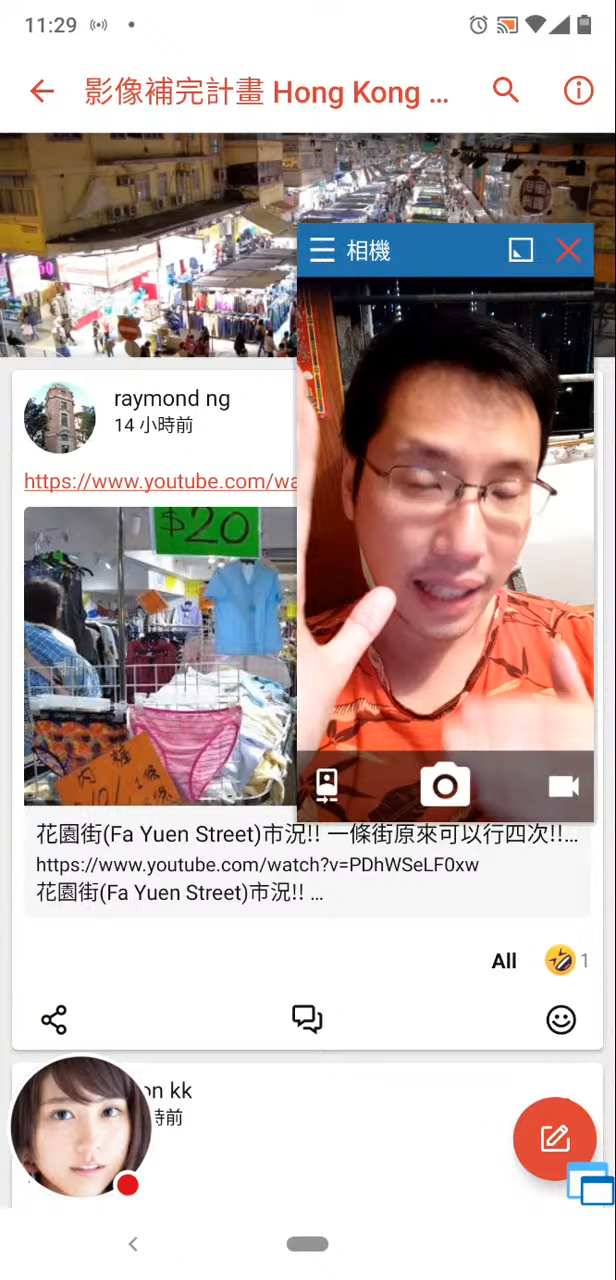 11:29
影像補完計畫 Hong Kong ...
相機
raymond ng
14 小時前
https://www.youtube.com/wa
$20
花園街(Fa Yuen Street)市況!! 一條街原來可以行四次!!...
https://www.youtube.com/watch?v=PDhWSeLF0xw
花園街(Fa Yuen Street)市況!! ...
All
1
on kk
時前